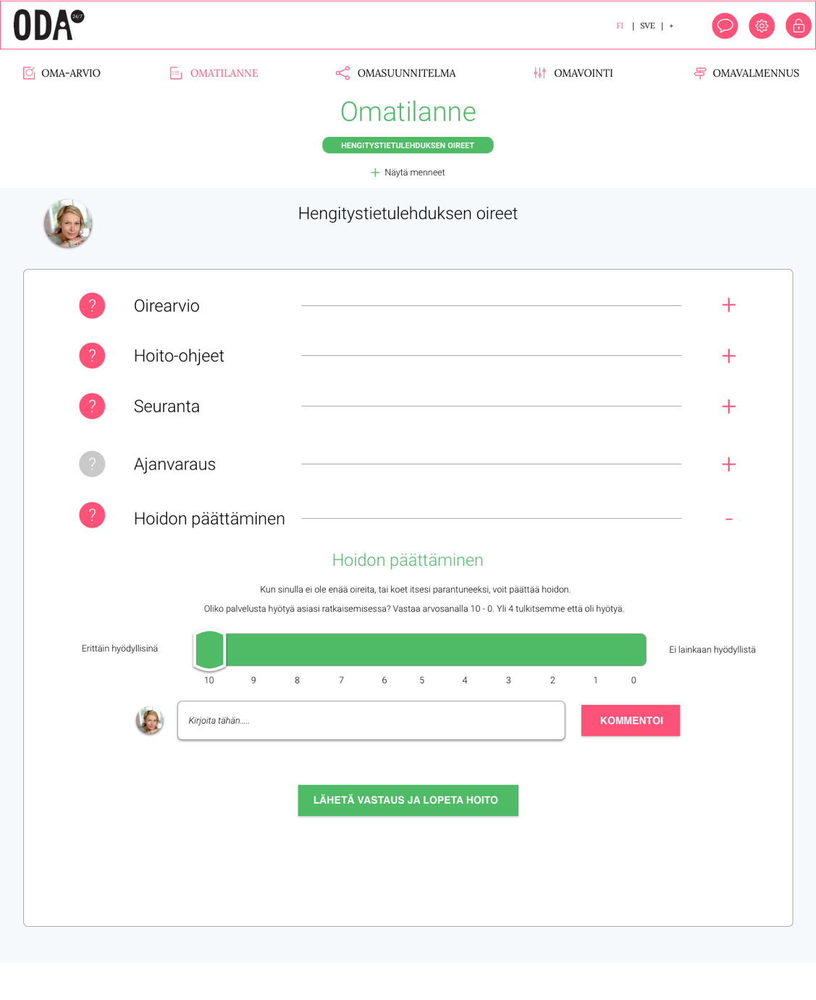 ODA 24/7
FI | SVE | +
OMA-ARVIO
OMATILANNE
OMASUUNNITELMA
OMAVOINTI
OMAVALMENNUS
Omatilanne
HENGITYSTIETULEHDUKSEN OIREET
+ Näytä menneet
Hengitystietulehduksen oireet
? Oirearvio +
? Hoito-ohjeet +
? Seuranta +
? Ajanvaraus +
? Hoidon päättäminen -
Hoidon päättäminen
Kun sinulla ei ole enää oireita, tai koet itsesi parantuneeksi, voit päättää hoidon.
Oliko palvelusta hyötyä asiasi ratkaisemisessa? Vastaa arvosanalla 10 - 0. Yli 4 tulkitsemme että oli hyötyä.
Erittäin hyödyllisinä
Ei lainkaan hyödyllistä
10 9 8 7 6 5 4 3 2 1 0
Kirjoita tähän.....
KOMMENTOI
LÄHETÄ VASTAUS JA LOPETA HOITO